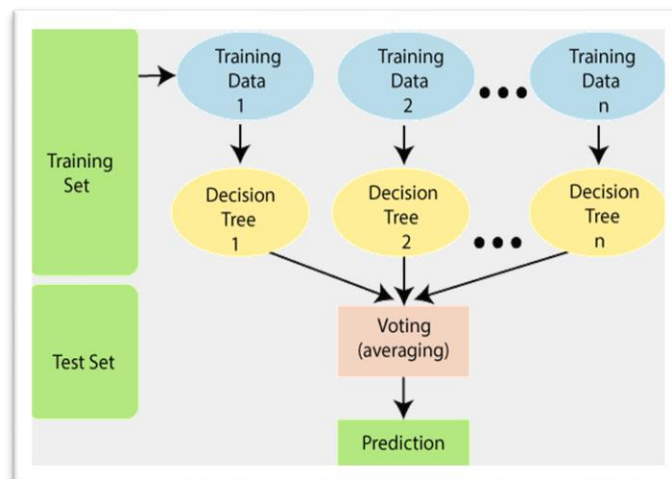 Training
Set
Training
Data
1
Training
Data
2
Training
Data
n
Decision
Tree
1
Decision
Tree
2
Decision
Tree
n
Test Set
Voting
(averaging)
Prediction